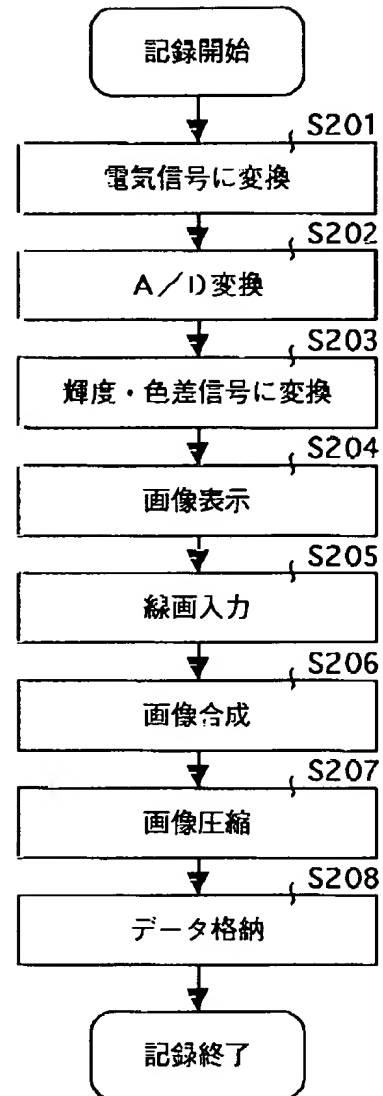 記録開始
S201
電気信号に変換
S202
A/D変換
S203
輝度・色差信号に変換
S204
画像表示
S205
線画入力
S206
画像合成
S207
画像圧縮
S208
データ格納
記録終了